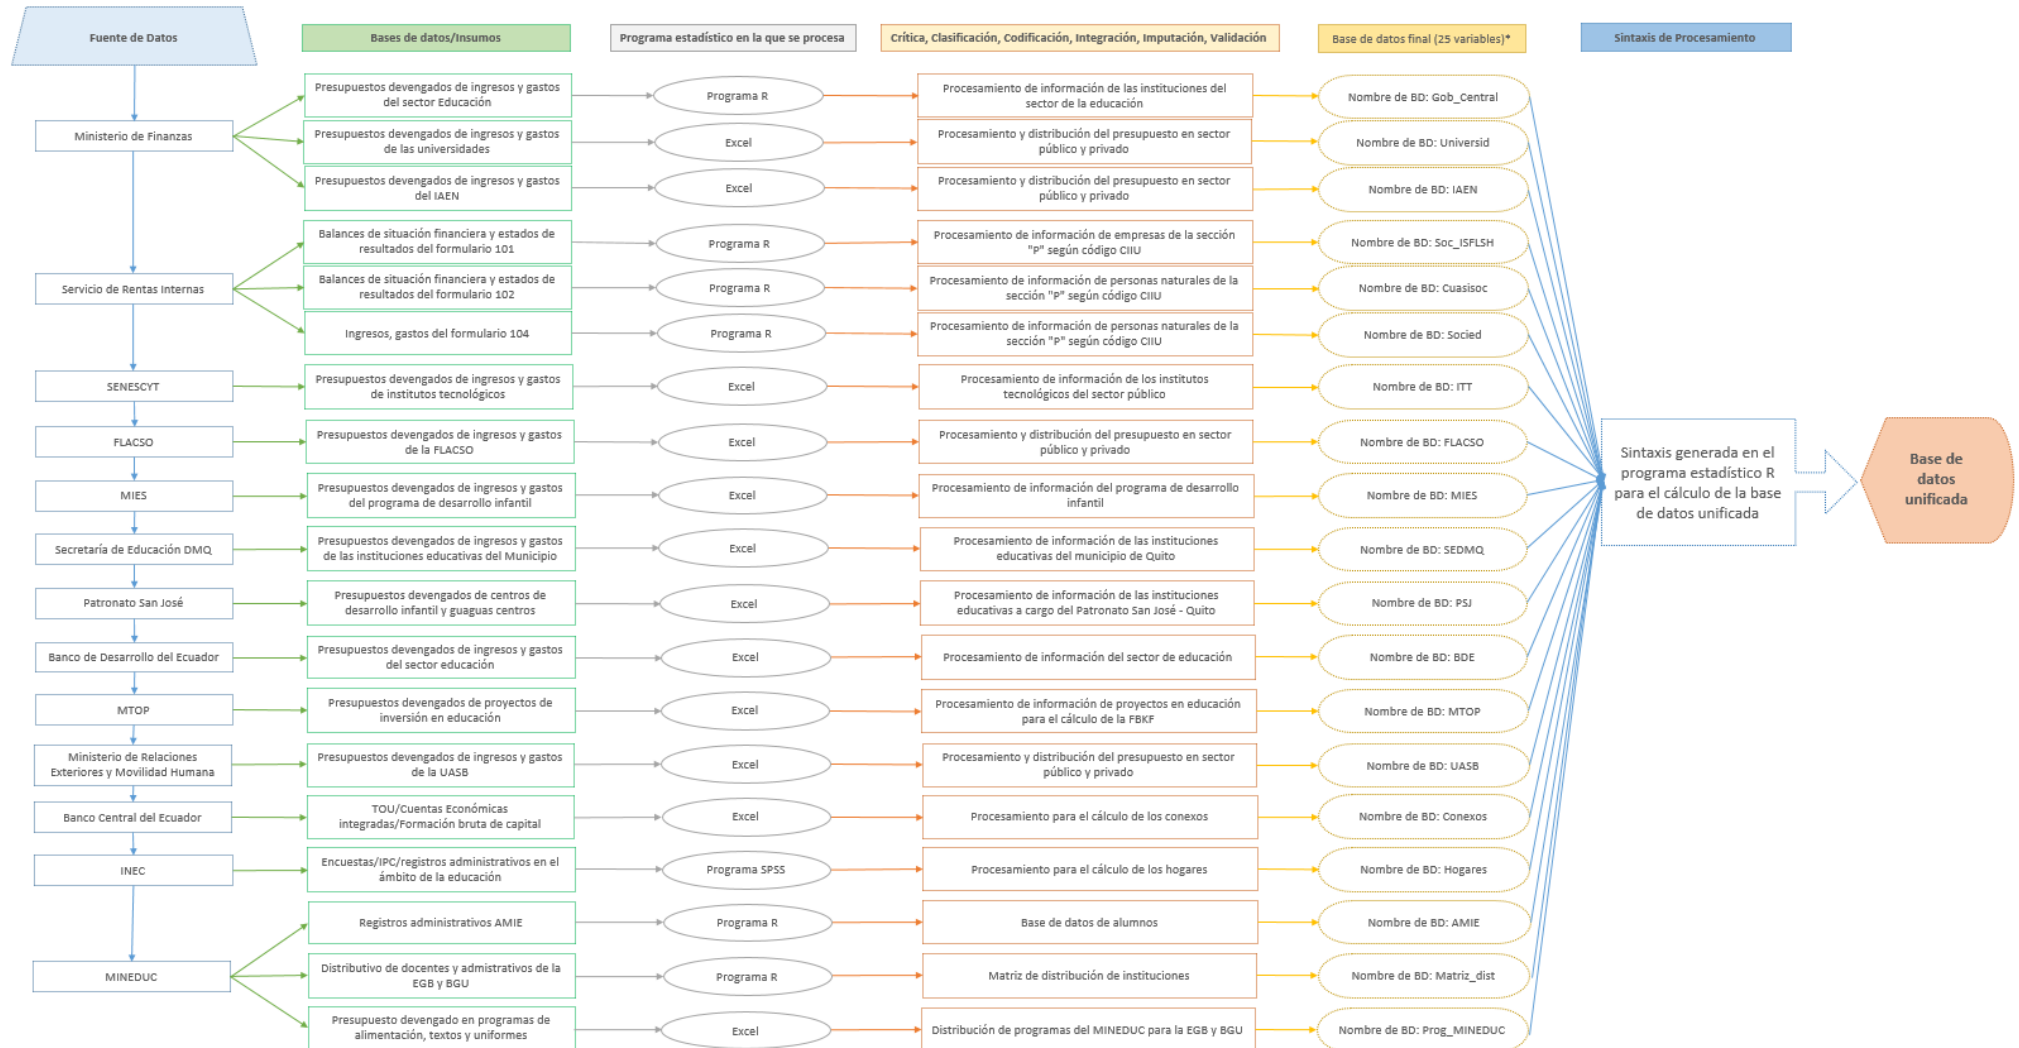 Fuente de Datos
Bases de datos/Insumos
Programa estadístico en la que se procesa
Crítica, Clasificación, Codificación, Integración, Imputación, Validación
Base de datos final (25 variables)*
Sintaxis de Procesamiento
Ministerio de Finanzas
Presupuestos devengados de ingresos y gastos
del sector Educación
Programa R
Procesamiento de información de las instituciones del
sector de la educación
Nombre de BD: Gob_Central
Presupuestos devengados de ingresos y gastos
de las universidades
Excel
Procesamiento y distribución del presupuesto en sector
público y privado
Nombre de BD: Universid
Presupuestos devengados de ingresos y gastos
del IAEN
Excel
Procesamiento y distribución del presupuesto en sector
público y privado
Nombre de BD: IAEN
Servicio de Rentas Internas
Balances de situación financiera y estados de
resultados del formulario 101
Programa R
Procesamiento de información de empresas de la sección
"P" según código CIIU
Nombre de BD: Soc_ISFLSH
Balances de situación financiera y estados de
resultados del formulario 102
Programa R
Procesamiento de información de personas naturales de la
sección "P" según código CIIU
Nombre de BD: Cuasisoc
Ingresos, gastos del formulario 104
Programa R
Procesamiento de información de personas naturales de la
sección "P" según código CIIU
Nombre de BD: Socied
SENESCYT
Presupuestos devengados de ingresos y gastos
de institutos tecnológicos
Excel
Procesamiento de información de los institutos
tecnológicos del sector público
Nombre de BD: ITT
FLACSO
Presupuestos devengados de ingresos y gastos
de la FLACSO
Excel
Procesamiento y distribución del presupuesto en sector
público y privado
Nombre de BD: FLACSO
MIES
Presupuestos devengados de ingresos y gastos
del programa de desarrollo infantil
Excel
Procesamiento de información del programa de desarrollo
infantil
Nombre de BD: MIES
Secretaría de Educación DMQ
Presupuestos devengados de ingresos y gastos
de las instituciones educativas del Municipio
Excel
Procesamiento de información de las instituciones
educativas del municipio de Quito
Nombre de BD: SEDMQ
Patronato San José
Presupuestos devengados de centros de
desarrollo infantil y guaguas centros
Excel
Procesamiento de información de las instituciones
educativas a cargo del Patronato San José - Quito
Nombre de BD: PSJ
Banco de Desarrollo del Ecuador
Presupuestos devengados de ingresos y gastos
del sector educación
Excel
Procesamiento de información del sector de educación
Nombre de BD: BDE
MTOP
Presupuestos devengados de proyectos de
inversión en educación
Excel
Procesamiento de información de proyectos en educación
para el cálculo de la FBKF
Nombre de BD: MTOP
Ministerio de Relaciones
Exteriores y Movilidad Humana
Presupuestos devengados de ingresos y gastos
de la UASB
Excel
Procesamiento y distribución del presupuesto en sector
público y privado
Nombre de BD: UASB
Banco Central del Ecuador
TOU/Cuentas Económicas
integradas/Formación bruta de capital
Excel
Procesamiento para el cálculo de los conexos
Nombre de BD: Conexos
INEC
Encuestas/IPC/registros administrativos en el
ámbito de la educación
Programa SPSS
Procesamiento para el cálculo de los hogares
Nombre de BD: Hogares
MINEDUC
Registros administrativos AMIE
Programa R
Base de datos de alumnos
Nombre de BD: AMIE
Distributivo de docentes y admistrativos de la
EGB y BGU
Programa R
Matriz de distribución de instituciones
Nombre de BD: Matriz_dist
Presupuesto devengado en programas de
alimentación, textos y uniformes
Excel
Distribución de programas del MINEDUC para la EGB y BGU
Nombre de BD: Prog_MINEDUC
Sintaxis generada en el
programa estadístico R
para el cálculo de la base
de datos unificada
Base de
datos
unificada